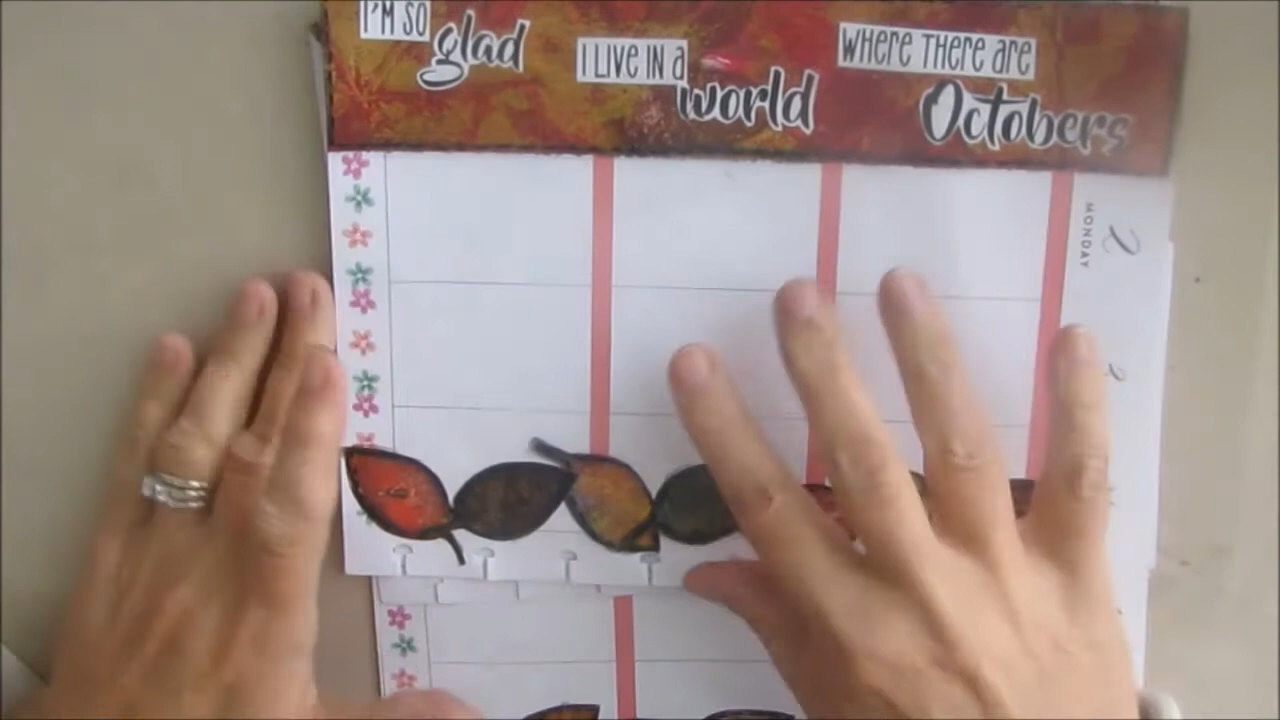 I'M SO
glad
I LIVE IN a
world
WHERE THERE are
Octobers
2
MONDAY